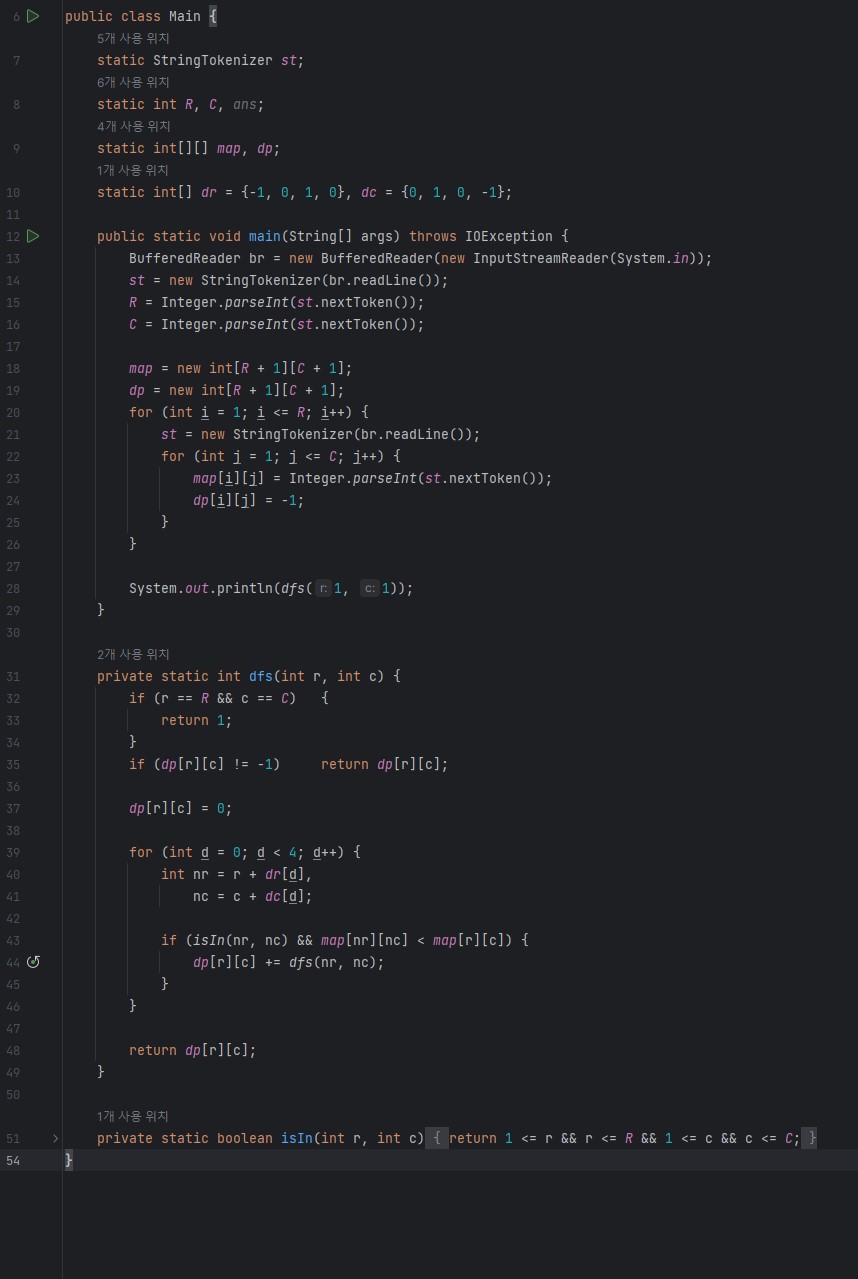 6 public class Main {
5개 사용 위치
7 static StringTokenizer st;
6개 사용 위치
8 static int R, C, ans;
4개 사용 위치
9 static int[][] map, dp;
1개 사용 위치
10 static int[] dr = {-1, 0, 1, 0}, dc = {0, 1, 0, -1};
11
12 public static void main(String[] args) throws IOException {
13 BufferedReader br = new BufferedReader(new InputStreamReader(System.in));
14 st = new StringTokenizer(br.readLine());
15 R = Integer.parseInt(st.nextToken());
16 C = Integer.parseInt(st.nextToken());
17
18 map = new int[R + 1][C + 1];
19 dp = new int[R + 1][C + 1];
20 for (int i = 1; i <= R; i++) {
21 st = new StringTokenizer(br.readLine());
22 for (int j = 1; j <= C; j++) {
23 map[i][j] = Integer.parseInt(st.nextToken());
24 dp[i][j] = -1;
25 }
26 }
27
28 System.out.println(dfs( r: 1, c: 1));
29 }
30
2개 사용 위치
31 private static int dfs(int r, int c) {
32 if (r == R && c == C) {
33 return 1;
34 }
35 if (dp[r][c] != -1) return dp[r][c];
36
37 dp[r][c] = 0;
38
39 for (int d = 0; d < 4; d++) {
40 int nr = r + dr[d],
41 nc = c + dc[d];
42
43 if (isIn(nr, nc) && map[nr][nc] < map[r][c]) {
44 dp[r][c] += dfs(nr, nc);
45 }
46 }
47
48 return dp[r][c];
49 }
50
1개 사용 위치
51 private static boolean isIn(int r, int c) { return 1 <= r && r <= R && 1 <= c && c <= C; }
54 }